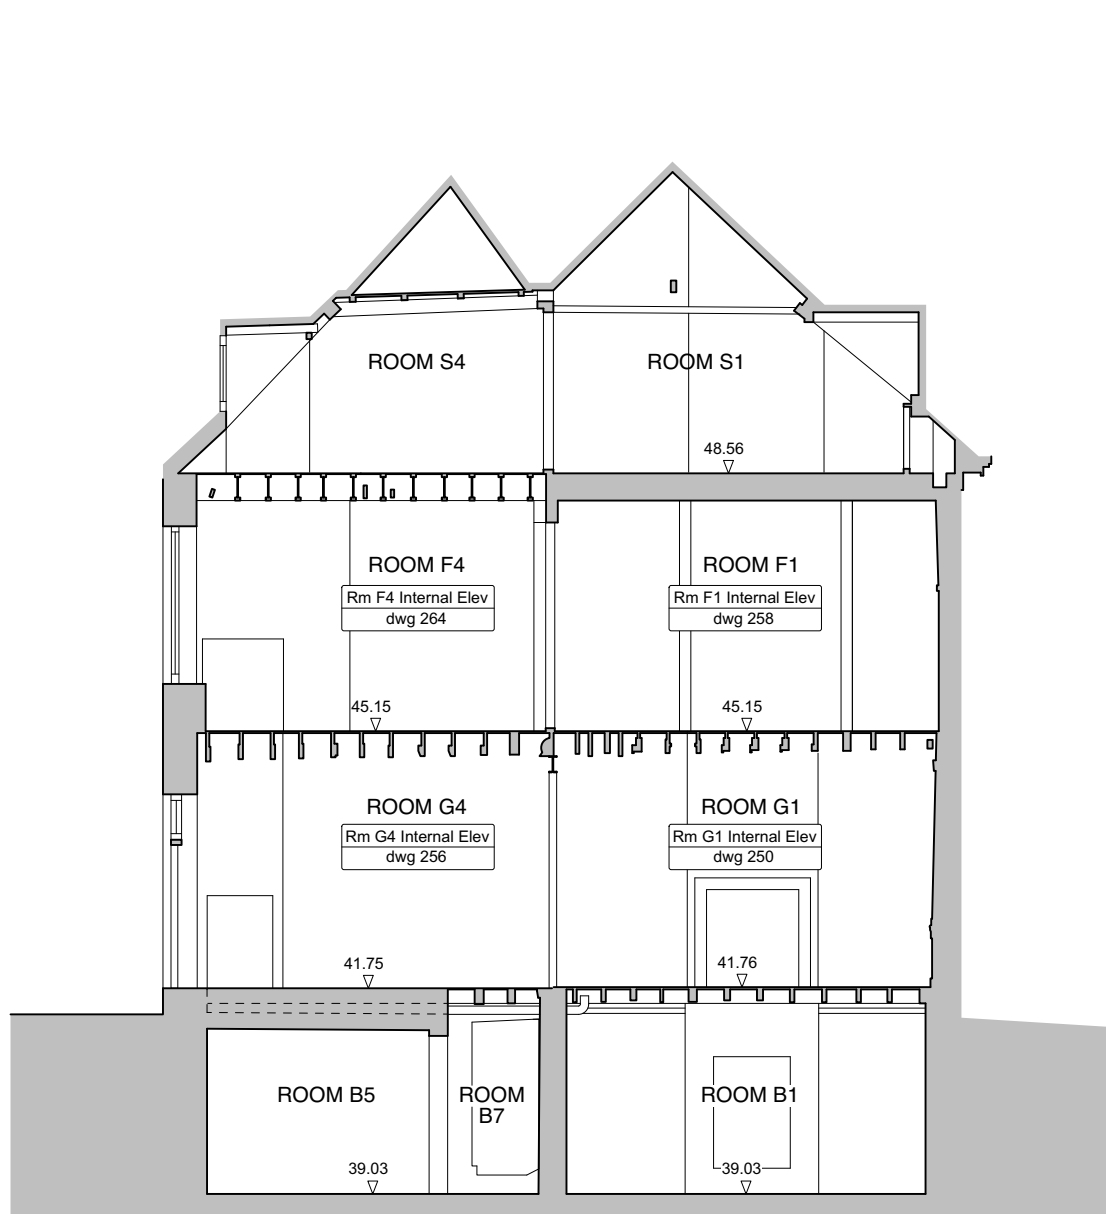 ROOM S4
ROOM S1
48.56
ROOM F4
Rm F4 Internal Elev
dwg 264
ROOM F1
Rm F1 Internal Elev
dwg 258
45.15
45.15
ROOM G4
Rm G4 Internal Elev
dwg 256
ROOM G1
Rm G1 Internal Elev
dwg 250
41.75
41.76
ROOM B5
ROOM
B7
ROOM B1
39.03
39.03